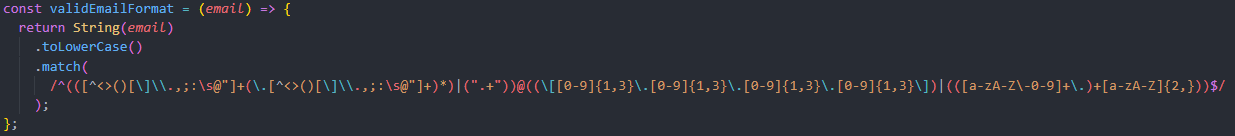 const validEmailFormat = (email) => {
  return String(email)
    .toLowerCase()
    .match(
      /^(([^<>()[\]\\.,;:\s@"]+(\.[^<>()[\]\\.,;:\s@"]+)*)|(".+"))@((\[[0-9]{1,3}\.[0-9]{1,3}\.[0-9]{1,3}\.[0-9]{1,3}\])|(([a-zA-Z\-0-9]+\.)+[a-zA-Z]{2,}))$/
    );
};